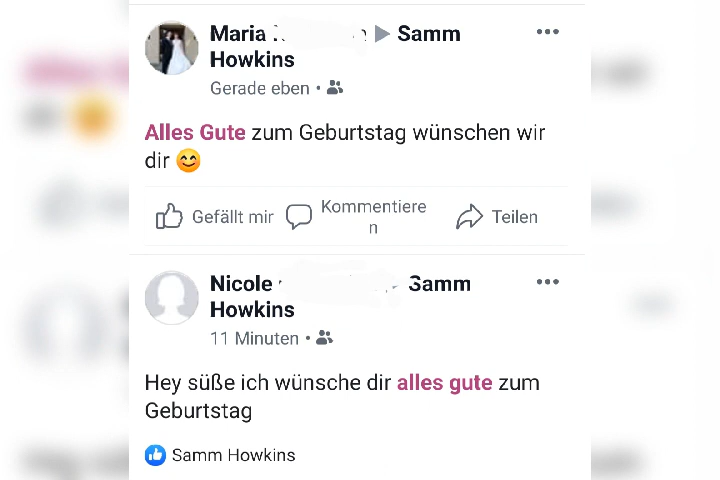 Maria Samm
Howkins
Gerade eben
Alles Gute zum Geburtstag wünschen wir
dir
Gefällt mir
Kommentiere
n
Teilen
Nicole Samm
Howkins
11 Minuten
Hey süße ich wünsche dir alles gute zum
Geburtstag
Samm Howkins